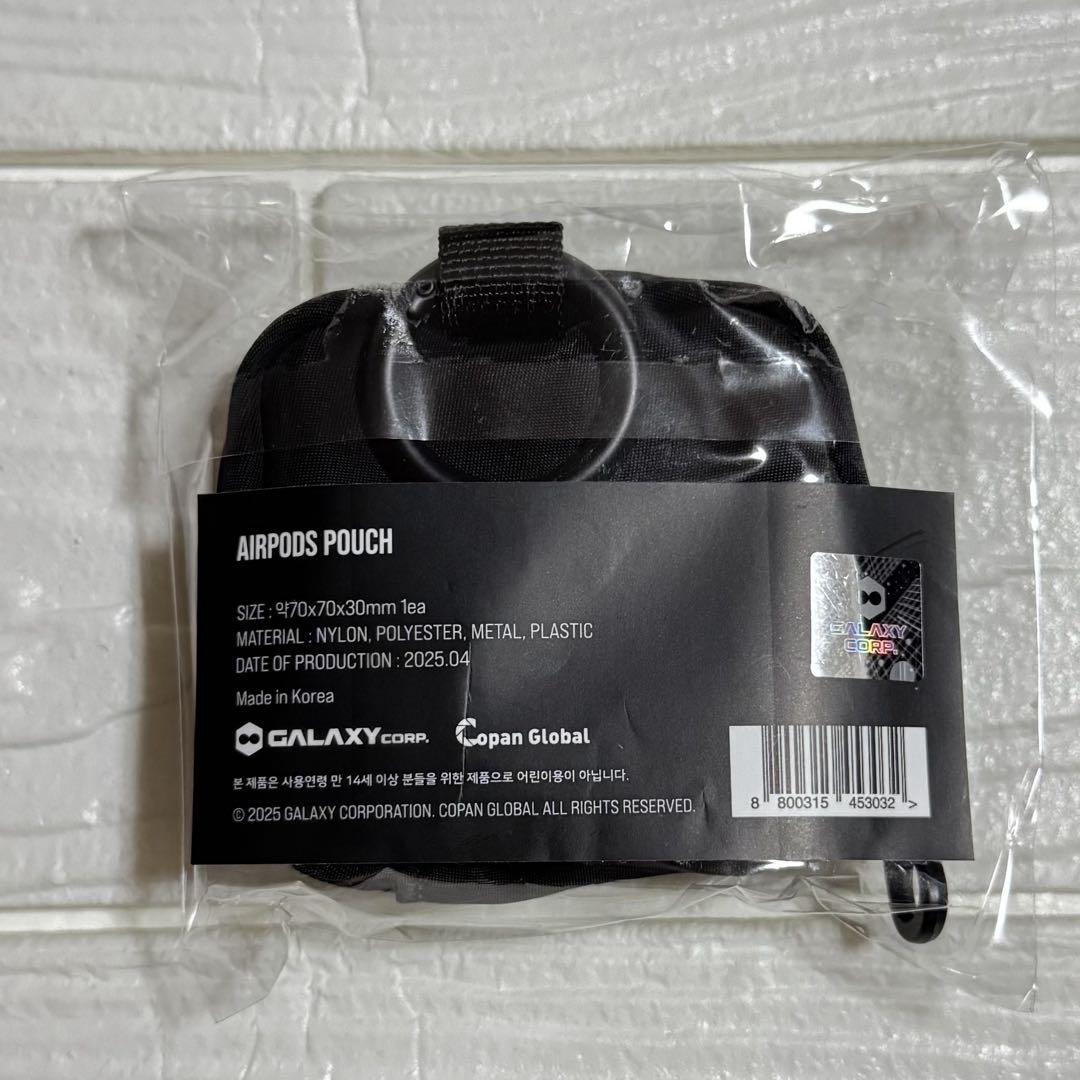 AIRPODS POUCH
SIZE : 약70x70x30mm 1ea
MATERIAL : NYLON, POLYESTER, METAL, PLASTIC
DATE OF PRODUCTION : 2025.04
Made in Korea
GALAXY CORP. Copan Global
본 제품은 사용연령 만 14세 이상 분들을 위한 제품으로 어린이용이 아닙니다.
© 2025 GALAXY CORPORATION. COPAN GLOBAL ALL RIGHTS RESERVED.
GALAXY
CORP.
8 800315 453032 >